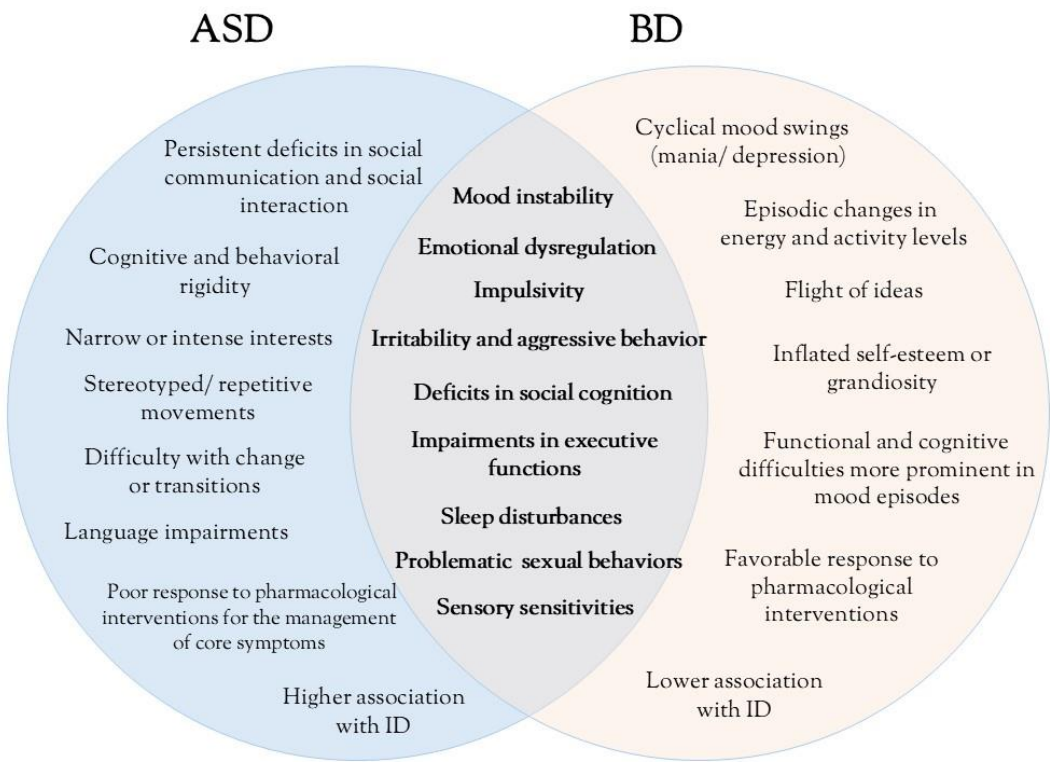 ASD
BD
Persistent deficits in social
communication and social
interaction
Cognitive and behavioral
rigidity
Narrow or intense interests
Stereotyped/ repetitive
movements
Difficulty with change
or transitions
Language impairments
Poor response to pharmacological
interventions for the management
of core symptoms
Higher association
with ID
Mood instability
Emotional dysregulation
Impulsivity
Irritability and aggressive behavior
Deficits in social cognition
Impairments in executive
functions
Sleep disturbances
Problematic sexual behaviors
Sensory sensitivities
Cyclical mood swings
(mania/ depression)
Episodic changes in
energy and activity levels
Flight of ideas
Inflated self-esteem or
grandiosity
Functional and cognitive
difficulties more prominent in
mood episodes
Favorable response to
pharmacological
interventions
Lower association
with ID